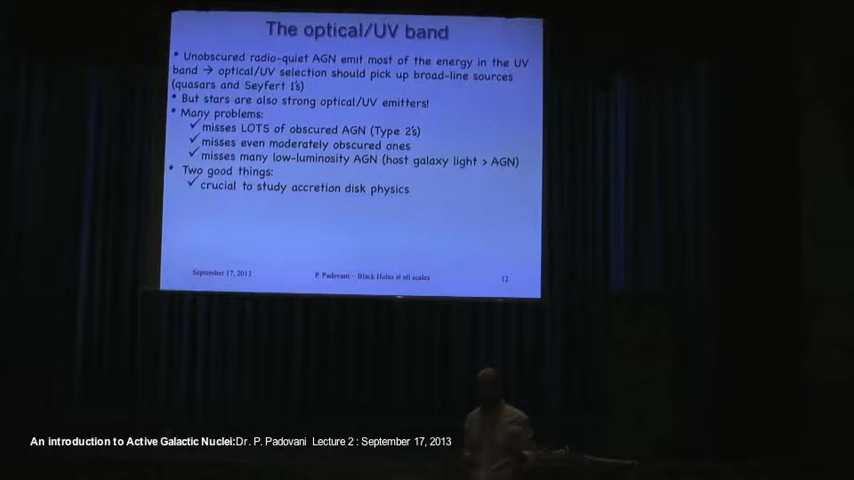 The optical/UV band
• Unobscured radio-quiet AGN emit most of the energy in the UV
band → optical/UV selection should pick up broad-line sources
(quasars and Seyfert 1's)
• But stars are also strong optical/UV emitters!
• Many problems:
✓ misses LOTS of obscured AGN (Type 2's)
✓ misses even moderately obscured ones
✓ misses many low-luminosity AGN (host galaxy light > AGN)
• Two good things:
✓ crucial to study accretion disk physics
September 17, 2013 P. Padovani – Black Holes at all scales 12
An introduction to Active Galactic Nuclei:Dr. P. Padovani Lecture 2 : September 17, 2013